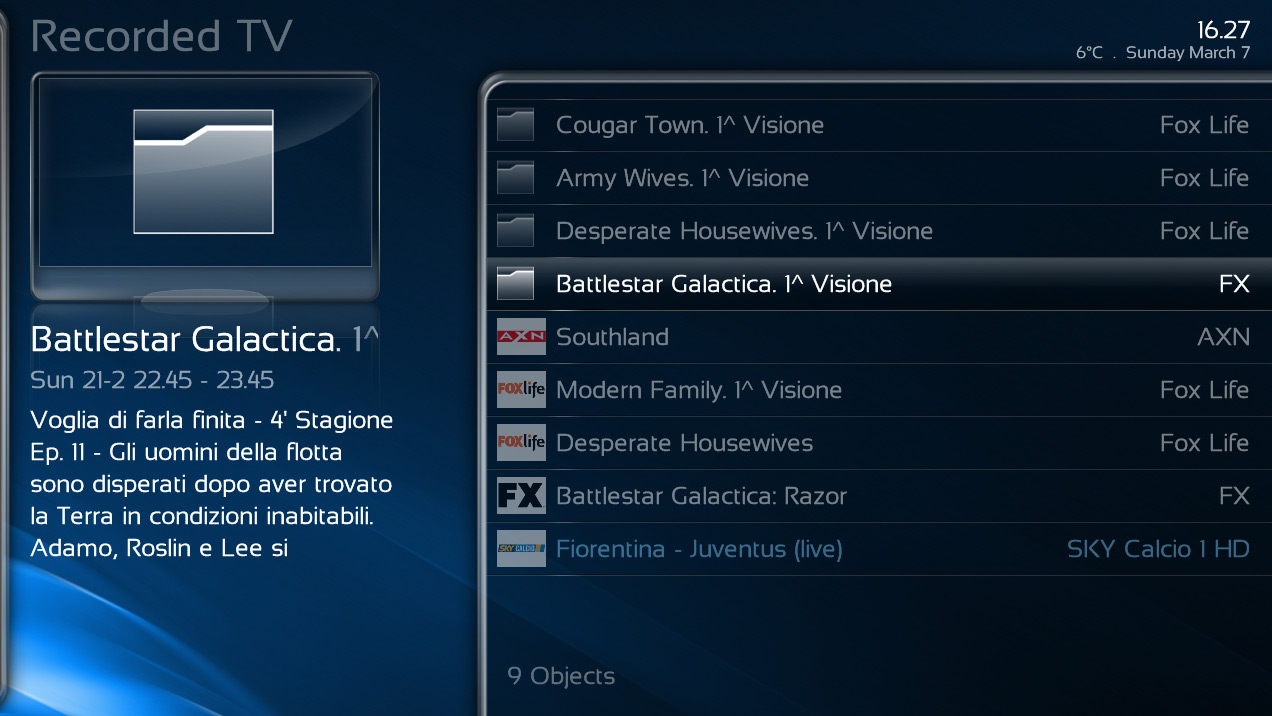 Recorded TV
16.27
6°C . Sunday March 7
Battlestar Galactica. 1^
Sun 21-2 22.45 - 23.45
Voglia di farla finita - 4' Stagione
Ep. 11 - Gli uomini della flotta
sono disperati dopo aver trovato
la Terra in condizioni inabitabili.
Adamo, Roslin e Lee si
Cougar Town. 1^ Visione Fox Life
Army Wives. 1^ Visione Fox Life
Desperate Housewives. 1^ Visione Fox Life
Battlestar Galactica. 1^ Visione FX
AXN Southland AXN
FOXlife Modern Family. 1^ Visione Fox Life
FOXlife Desperate Housewives Fox Life
FX Battlestar Galactica: Razor FX
SKY CALCIO Fiorentina - Juventus (live) SKY Calcio 1 HD
9 Objects